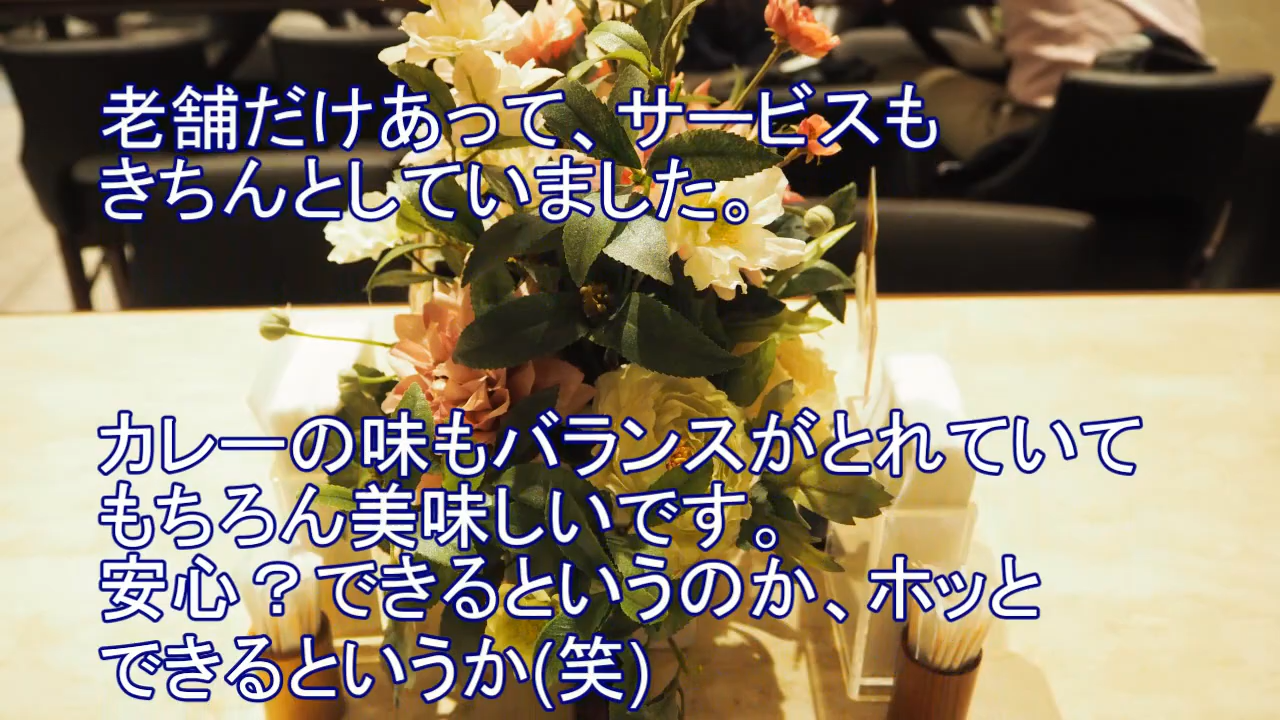 老舗だけあって、サービスも
きちんとしていました。
カレーの味もバランスがとれていて
もちろん美味しいです。
安心？できるというのか、ホッと
できるというか(笑)